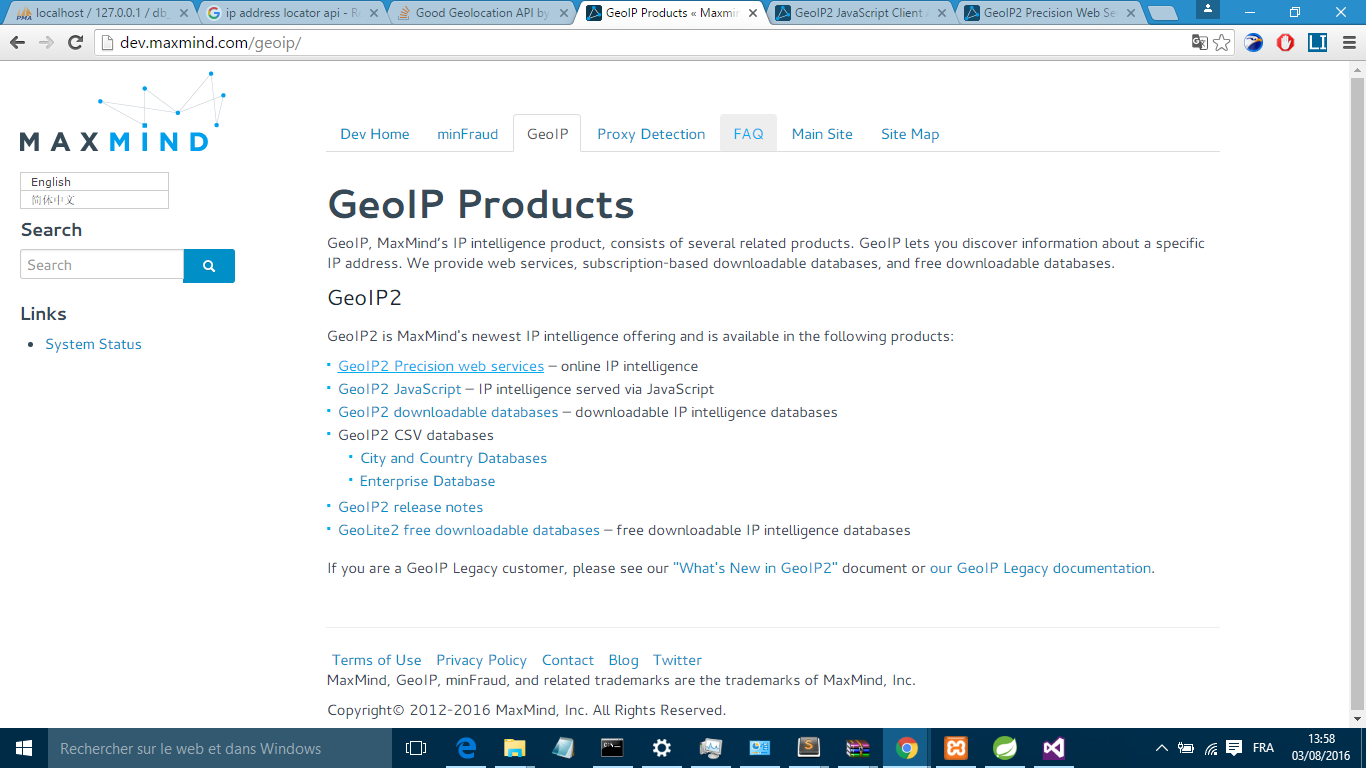 localhost / 127.0.0.1 / db_
ip address locator api - R
Good Geolocation API by
GeoIP Products « Maxmin
GeoIP2 JavaScript Client
GeoIP2 Precision Web Se
dev.maxmind.com/geoip/
MAXMIND
English
简体中文
Search
Search
Links
System Status
Dev Home minFraud GeoIP Proxy Detection FAQ Main Site Site Map
GeoIP Products
GeoIP, MaxMind’s IP intelligence product, consists of several related products. GeoIP lets you discover information about a specific
IP address. We provide web services, subscription-based downloadable databases, and free downloadable databases.
GeoIP2
GeoIP2 is MaxMind's newest IP intelligence offering and is available in the following products:
GeoIP2 Precision web services – online IP intelligence
GeoIP2 JavaScript – IP intelligence served via JavaScript
GeoIP2 downloadable databases – downloadable IP intelligence databases
GeoIP2 CSV databases
City and Country Databases
Enterprise Database
GeoIP2 release notes
GeoLite2 free downloadable databases – free downloadable IP intelligence databases
If you are a GeoIP Legacy customer, please see our "What's New in GeoIP2" document or our GeoIP Legacy documentation.
Terms of Use Privacy Policy Contact Blog Twitter
MaxMind, GeoIP, minFraud, and related trademarks are the trademarks of MaxMind, Inc.
Copyright© 2012-2016 MaxMind, Inc. All Rights Reserved.
Rechercher sur le web et dans Windows
FRA
13:58
03/08/2016